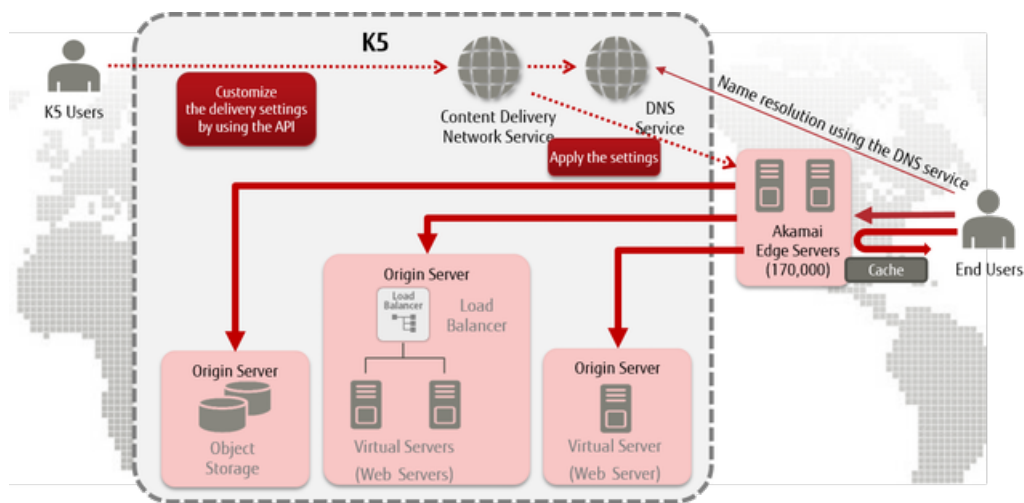 K5
K5 Users
Customize
the delivery settings
by using the API
Content Delivery
Network Service
DNS
Service
Apply the settings
Name resolution using the DNS service
Akamai
Edge Servers
(170,000)
Cache
End Users
Origin Server
Load
Balancer
Load
Balancer
Virtual Servers
(Web Servers)
Origin Server
Object
Storage
Origin Server
Virtual Server
(Web Server)